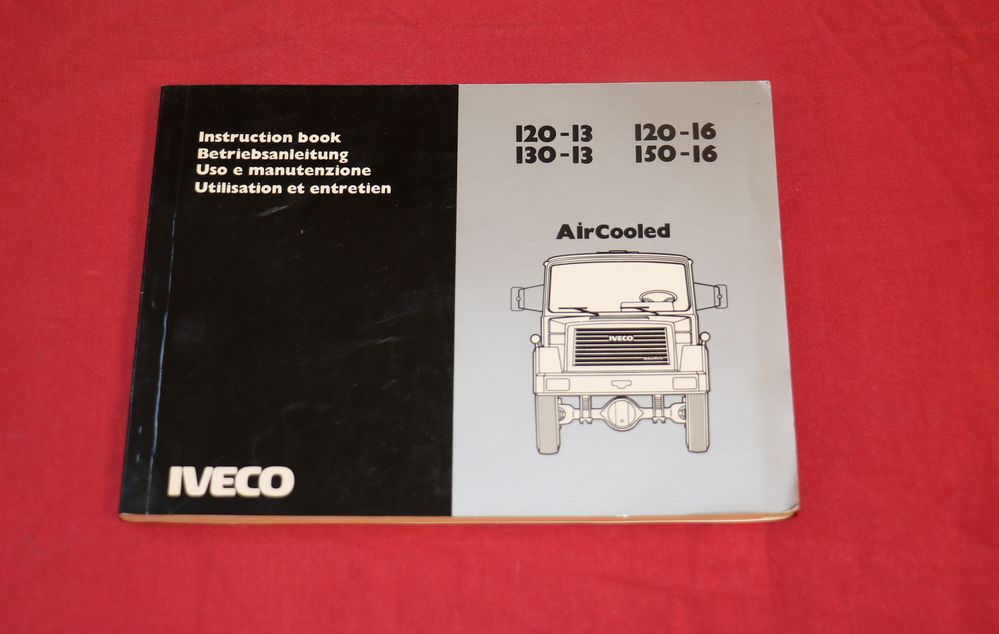 Instruction book
Betriebsanleitung
Uso e manutenzione
Utilisation et entretien
IVECO
120-13 120-16
130-13 150-16
AirCooled
IVECO